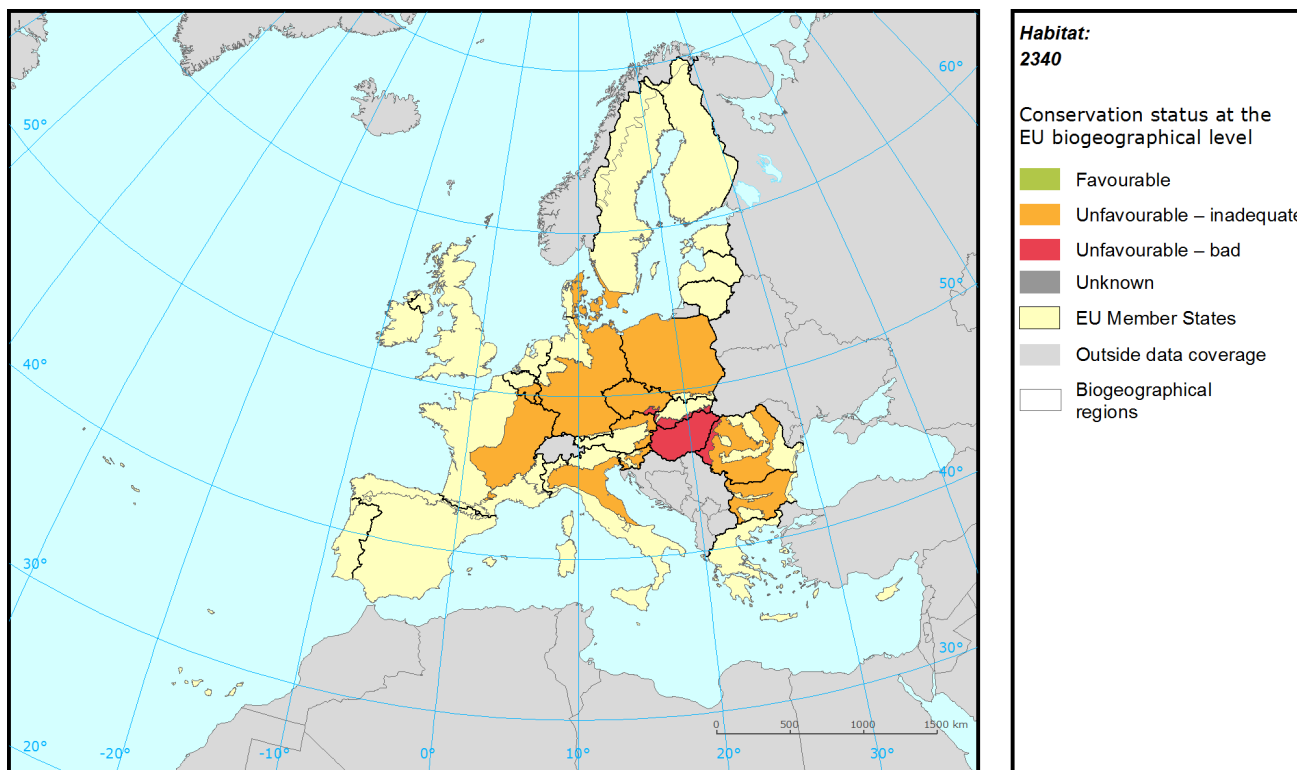 Habitat:
2340
Conservation status at the
EU biogeographical level
Favourable
Unfavourable – inadequate
Unfavourable – bad
Unknown
EU Member States
Outside data coverage
Biogeographical
regions
60°
50°
50°
40°
40°
30°
30°
20°
-20°
-10°
0°
10°
20°
30°
0 500 1000 1500 km